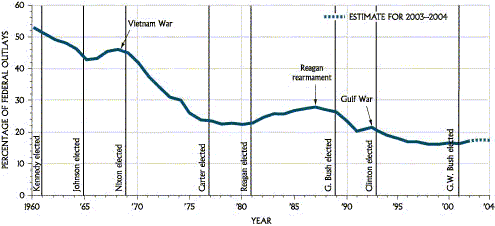 60
50
40
30
20
10
0
PERCENTAGE OF FEDERAL OUTLAYS
ESTIMATE FOR 2003–2004
Vietnam War
Reagan
rearmament
Gulf War
Kennedy elected
Johnson elected
Nixon elected
Carter elected
Reagan elected
G. Bush elected
Clinton elected
G.W. Bush elected
1960 '65 '70 '75 '80 '85 '90 '95 '00 '04
YEAR